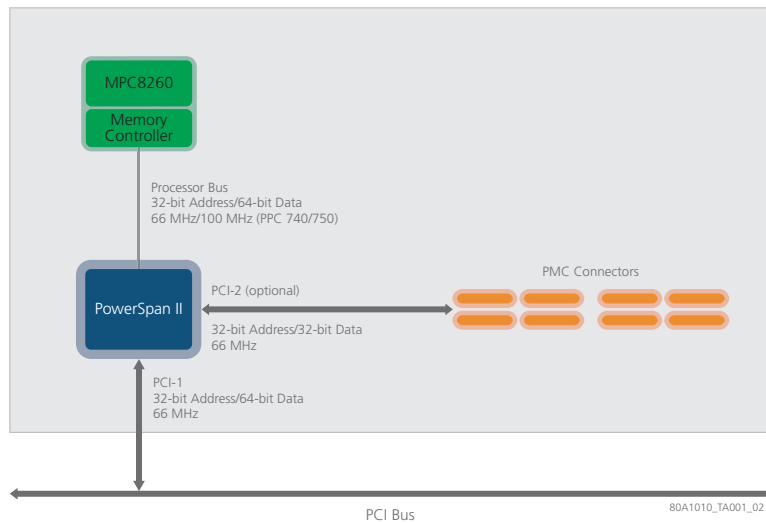 MPC8260
Memory
Controller
Processor Bus
32-bit Address/64-bit Data
66 MHz/100 MHz (PPC 740/750)
PowerSpan II
PCI-2 (optional)
32-bit Address/32-bit Data
66 MHz
PMC Connectors
PCI-1
32-bit Address/64-bit Data
66 MHz
PCI Bus
80A1010_TA001_02